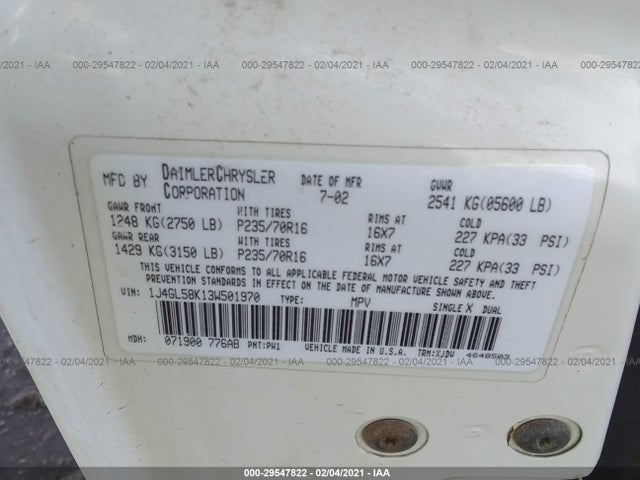 02/04/2021 - IAA 000-29547822 - 02/04/2021 - IAA 000-29547822 - 02/04/2021 - IAA
MFG BY DAIMLERCHRYSLER CORPORATION DATE OF MFR 7-02 GVWR 2541 KG(05600 LB)
GAWR FRONT WITH TIRES RIMS AT COLD
1248 KG(2750 LB) P235/70R16 16X7 227 KPA(33 PSI)
GAWR REAR WITH TIRES RIMS AT COLD
1429 KG(3150 LB) P235/70R16 16X7 227 KPA(33 PSI)
THIS VEHICLE CONFORMS TO ALL APPLICABLE FEDERAL MOTOR VEHICLE SAFETY AND THEFT
PREVENTION STANDARDS IN EFFECT ON THE DATE OF MANUFACTURE SHOWN ABOVE.
VIN: 1J4GL58K13W501970 TYPE: MPV SINGLE X DUAL
MDH: 071900 776AB PNT:PW1 VEHICLE MADE IN U.S.A. TRM:XJDV 4648503
02/04/2021 - IAA 000-29547822 - 02/04/2021 - IAA 000-29547822 - 02/04/2021 - IAA
000-29547822 - 02/04/2021 - IAA